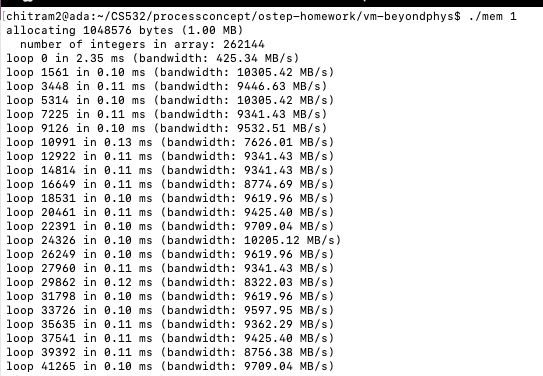 [chitram2@ada:~/CS532/processconcept/ostep-homework/vm-beyondphys$ ./mem 1
allocating 1048576 bytes (1.00 MB)
  number of integers in array: 262144
loop 0 in 2.35 ms (bandwidth: 425.34 MB/s)
loop 1561 in 0.10 ms (bandwidth: 10305.42 MB/s)
loop 3448 in 0.11 ms (bandwidth: 9446.63 MB/s)
loop 5314 in 0.10 ms (bandwidth: 10305.42 MB/s)
loop 7225 in 0.11 ms (bandwidth: 9341.43 MB/s)
loop 9126 in 0.10 ms (bandwidth: 9532.51 MB/s)
loop 10991 in 0.13 ms (bandwidth: 7626.01 MB/s)
loop 12922 in 0.11 ms (bandwidth: 9341.43 MB/s)
loop 14814 in 0.11 ms (bandwidth: 9341.43 MB/s)
loop 16649 in 0.11 ms (bandwidth: 8774.69 MB/s)
loop 18531 in 0.10 ms (bandwidth: 9619.96 MB/s)
loop 20461 in 0.11 ms (bandwidth: 9425.40 MB/s)
loop 22391 in 0.10 ms (bandwidth: 9709.04 MB/s)
loop 24326 in 0.10 ms (bandwidth: 10205.12 MB/s)
loop 26249 in 0.10 ms (bandwidth: 9619.96 MB/s)
loop 27960 in 0.11 ms (bandwidth: 9341.43 MB/s)
loop 29862 in 0.12 ms (bandwidth: 8322.03 MB/s)
loop 31798 in 0.10 ms (bandwidth: 9619.96 MB/s)
loop 33726 in 0.10 ms (bandwidth: 9597.95 MB/s)
loop 35635 in 0.11 ms (bandwidth: 9362.29 MB/s)
loop 37541 in 0.11 ms (bandwidth: 9425.40 MB/s)
loop 39392 in 0.11 ms (bandwidth: 8756.38 MB/s)
loop 41265 in 0.10 ms (bandwidth: 9709.04 MB/s)